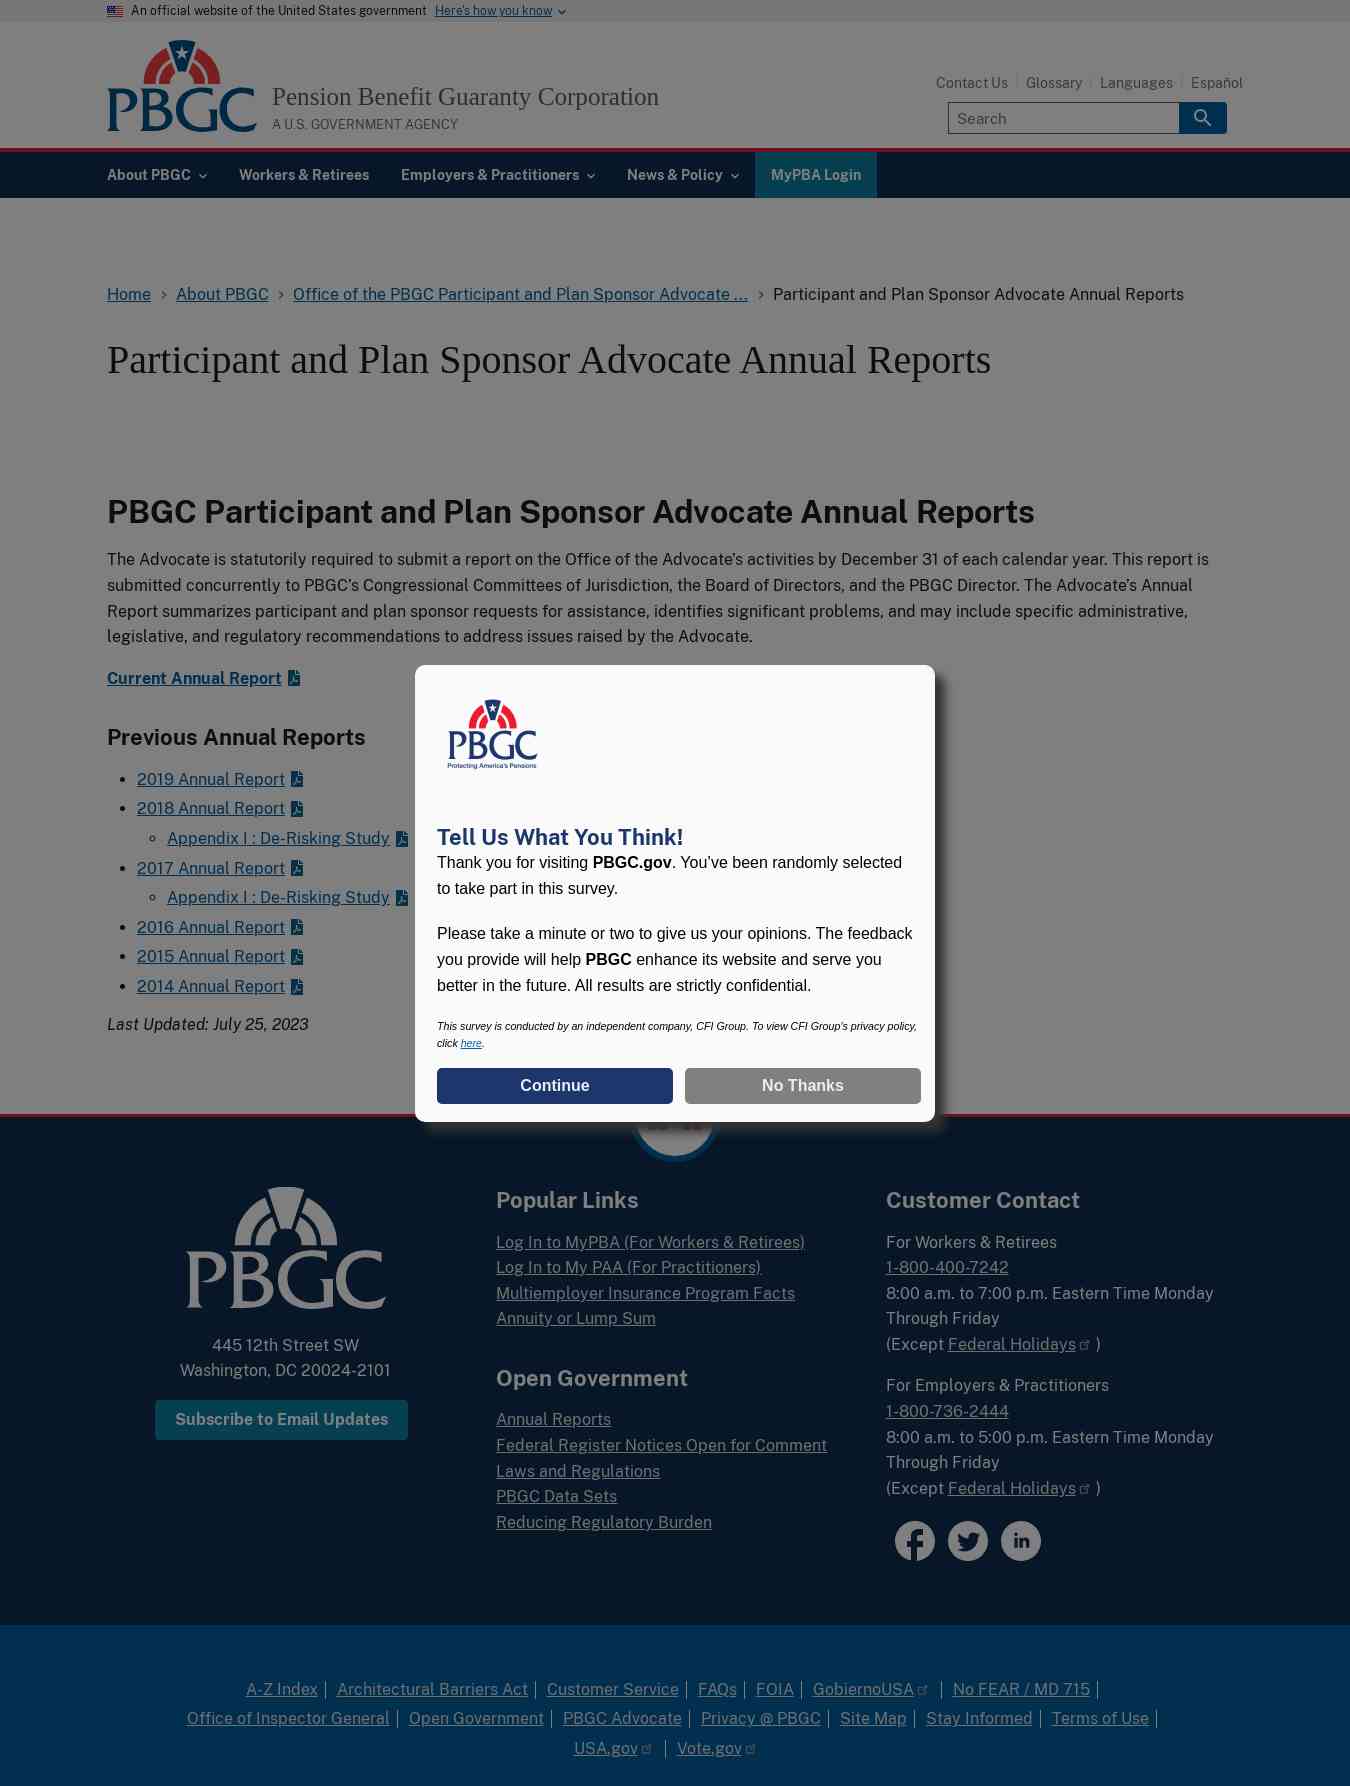 An official website of the United States government Here's how you know
PBGC
Pension Benefit Guaranty Corporation
A U.S. GOVERNMENT AGENCY
Contact Us Glossary Languages Español
Search
About PBGC Workers & Retirees Employers & Practitioners News & Policy MyPBA Login
Home About PBGC Office of the PBGC Participant and Plan Sponsor Advocate ... Participant and Plan Sponsor Advocate Annual Reports
Participant and Plan Sponsor Advocate Annual Reports
PBGC Participant and Plan Sponsor Advocate Annual Reports
The Advocate is statutorily required to submit a report on the Office of the Advocate's activities by December 31 of each calendar year. This report is
submitted concurrently to PBGC's Congressional Committees of Jurisdiction, the Board of Directors, and the PBGC Director. The Advocate's Annual
Report summarizes participant and plan sponsor requests for assistance, identifies significant problems, and may include specific administrative,
legislative, and regulatory recommendations to address issues raised by the Advocate.
Current Annual Report
Previous Annual Reports
2019 Annual Report
2018 Annual Report
Appendix I : De-Risking Study
2017 Annual Report
Appendix I : De-Risking Study
2016 Annual Report
2015 Annual Report
2014 Annual Report
Last Updated: July 25, 2023
PBGC
Protecting America's Pensions
Tell Us What You Think!
Thank you for visiting PBGC.gov. You've been randomly selected
to take part in this survey.
Please take a minute or two to give us your opinions. The feedback
you provide will help PBGC enhance its website and serve you
better in the future. All results are strictly confidential.
This survey is conducted by an independent company, CFI Group. To view CFI Group's privacy policy,
click here.
Continue No Thanks
PBGC
445 12th Street SW
Washington, DC 20024-2101
Subscribe to Email Updates
Popular Links
Log In to MyPBA (For Workers & Retirees)
Log In to My PAA (For Practitioners)
Multiemployer Insurance Program Facts
Annuity or Lump Sum
Open Government
Annual Reports
Federal Register Notices Open for Comment
Laws and Regulations
PBGC Data Sets
Reducing Regulatory Burden
Customer Contact
For Workers & Retirees
1-800-400-7242
8:00 a.m. to 7:00 p.m. Eastern Time Monday
Through Friday
(Except Federal Holidays )
For Employers & Practitioners
1-800-736-2444
8:00 a.m. to 5:00 p.m. Eastern Time Monday
Through Friday
(Except Federal Holidays )
in
A-Z Index Architectural Barriers Act Customer Service FAQs FOIA GobiernoUSA No FEAR / MD 715
Office of Inspector General Open Government PBGC Advocate Privacy @ PBGC Site Map Stay Informed Terms of Use
USA.gov Vote.gov